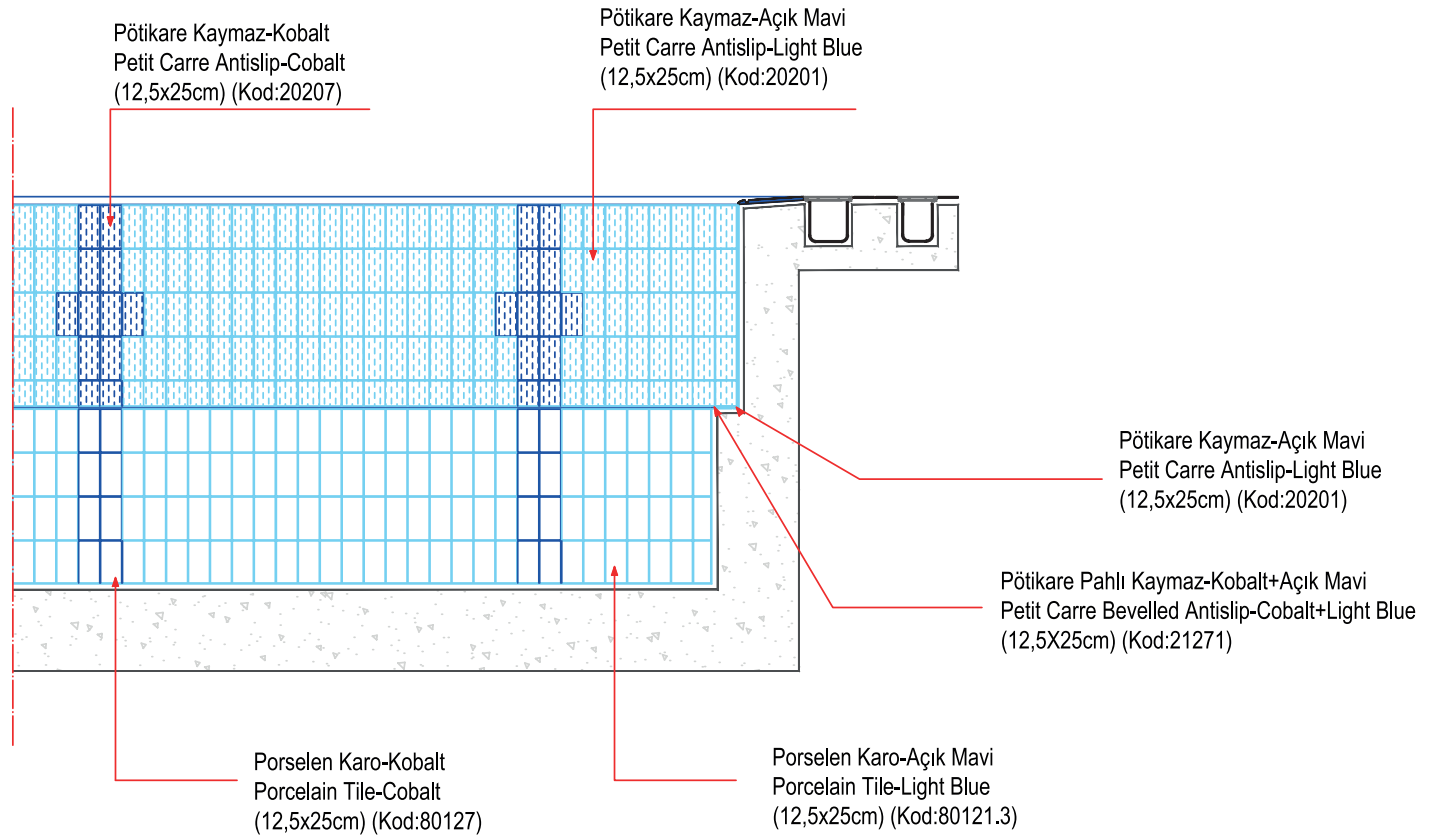 Pötikare Kaymaz-Kobalt
Petit Carre Antislip-Cobalt
(12,5x25cm) (Kod:20207)
Pötikare Kaymaz-Açık Mavi
Petit Carre Antislip-Light Blue
(12,5x25cm) (Kod:20201)
Pötikare Kaymaz-Açık Mavi
Petit Carre Antislip-Light Blue
(12,5x25cm) (Kod:20201)
Pötikare Pahlı Kaymaz-Kobalt+Açık Mavi
Petit Carre Bevelled Antislip-Cobalt+Light Blue
(12,5X25cm) (Kod:21271)
Porselen Karo-Kobalt
Porcelain Tile-Cobalt
(12,5x25cm) (Kod:80127)
Porselen Karo-Açık Mavi
Porcelain Tile-Light Blue
(12,5x25cm) (Kod:80121.3)